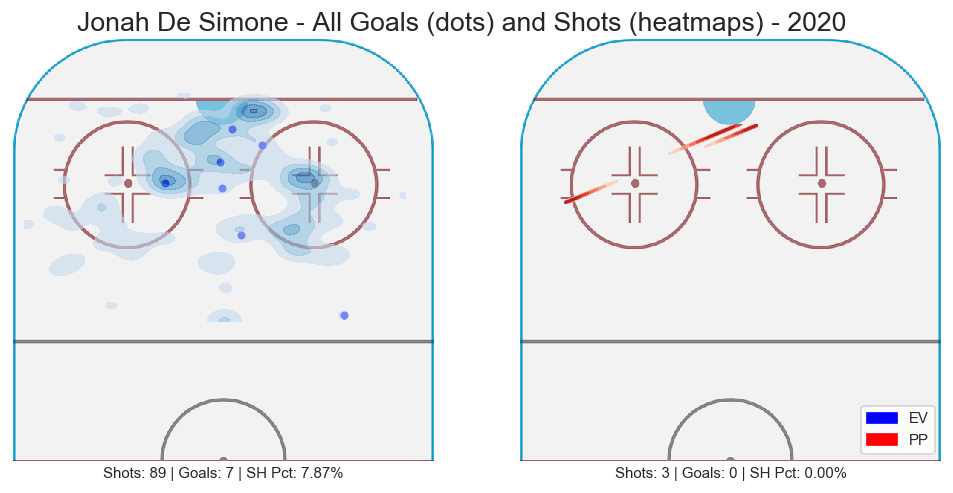 Jonah De Simone - All Goals (dots) and Shots (heatmaps) - 2020
EV
PP
Shots: 89 | Goals: 7 | SH Pct: 7.87%
Shots: 3 | Goals: 0 | SH Pct: 0.00%